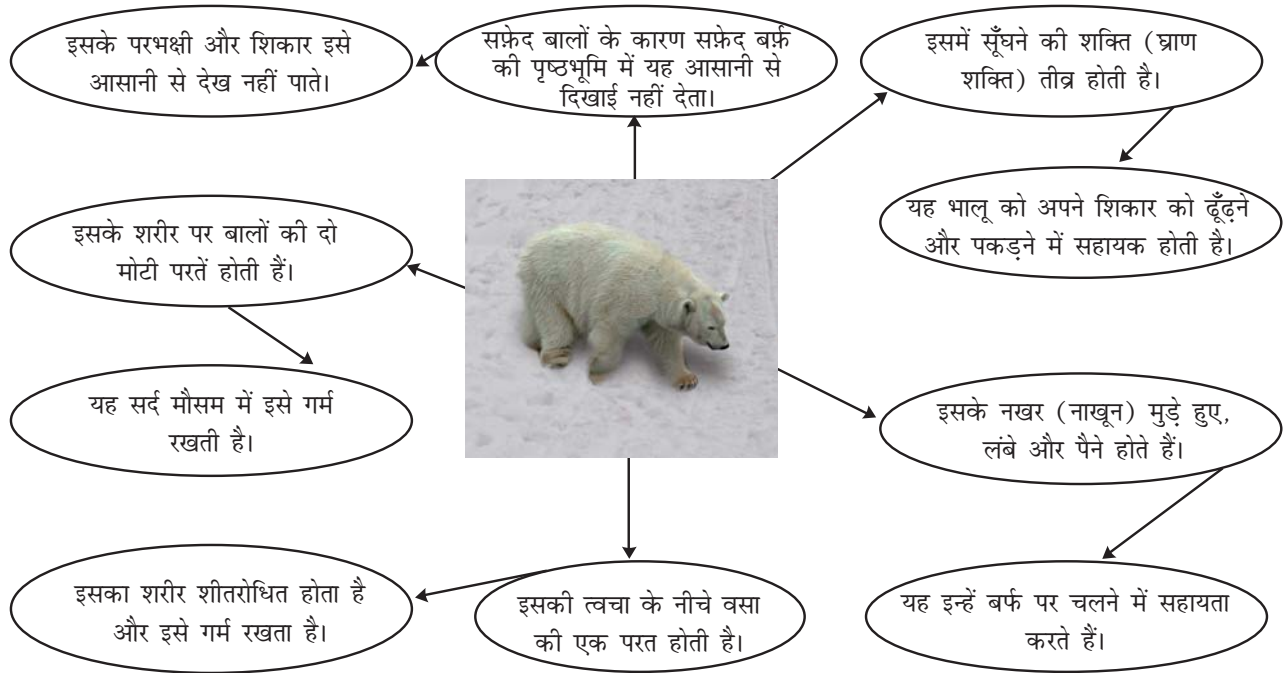 इसके परभक्षी और शिकार इसे
आसानी से देख नहीं पाते।
सफ़ेद बालों के कारण सफ़ेद बर्फ़
की पृष्ठभूमि में यह आसानी से
दिखाई नहीं देता।
इसमें सूँघने की शक्ति (घ्राण
शक्ति) तीव्र होती है।
यह भालू को अपने शिकार को ढूँढ़ने
और पकड़ने में सहायक होती है।
इसके शरीर पर बालों की दो
मोटी परतें होती हैं।
यह सर्द मौसम में इसे गर्म
रखती है।
इसके नखर (नाखून) मुड़े हुए,
लंबे और पैने होते हैं।
इसका शरीर शीतरोधित होता है
और इसे गर्म रखता है।
इसकी त्वचा के नीचे वसा
की एक परत होती है।
यह इन्हें बर्फ पर चलने में सहायता
करते हैं।